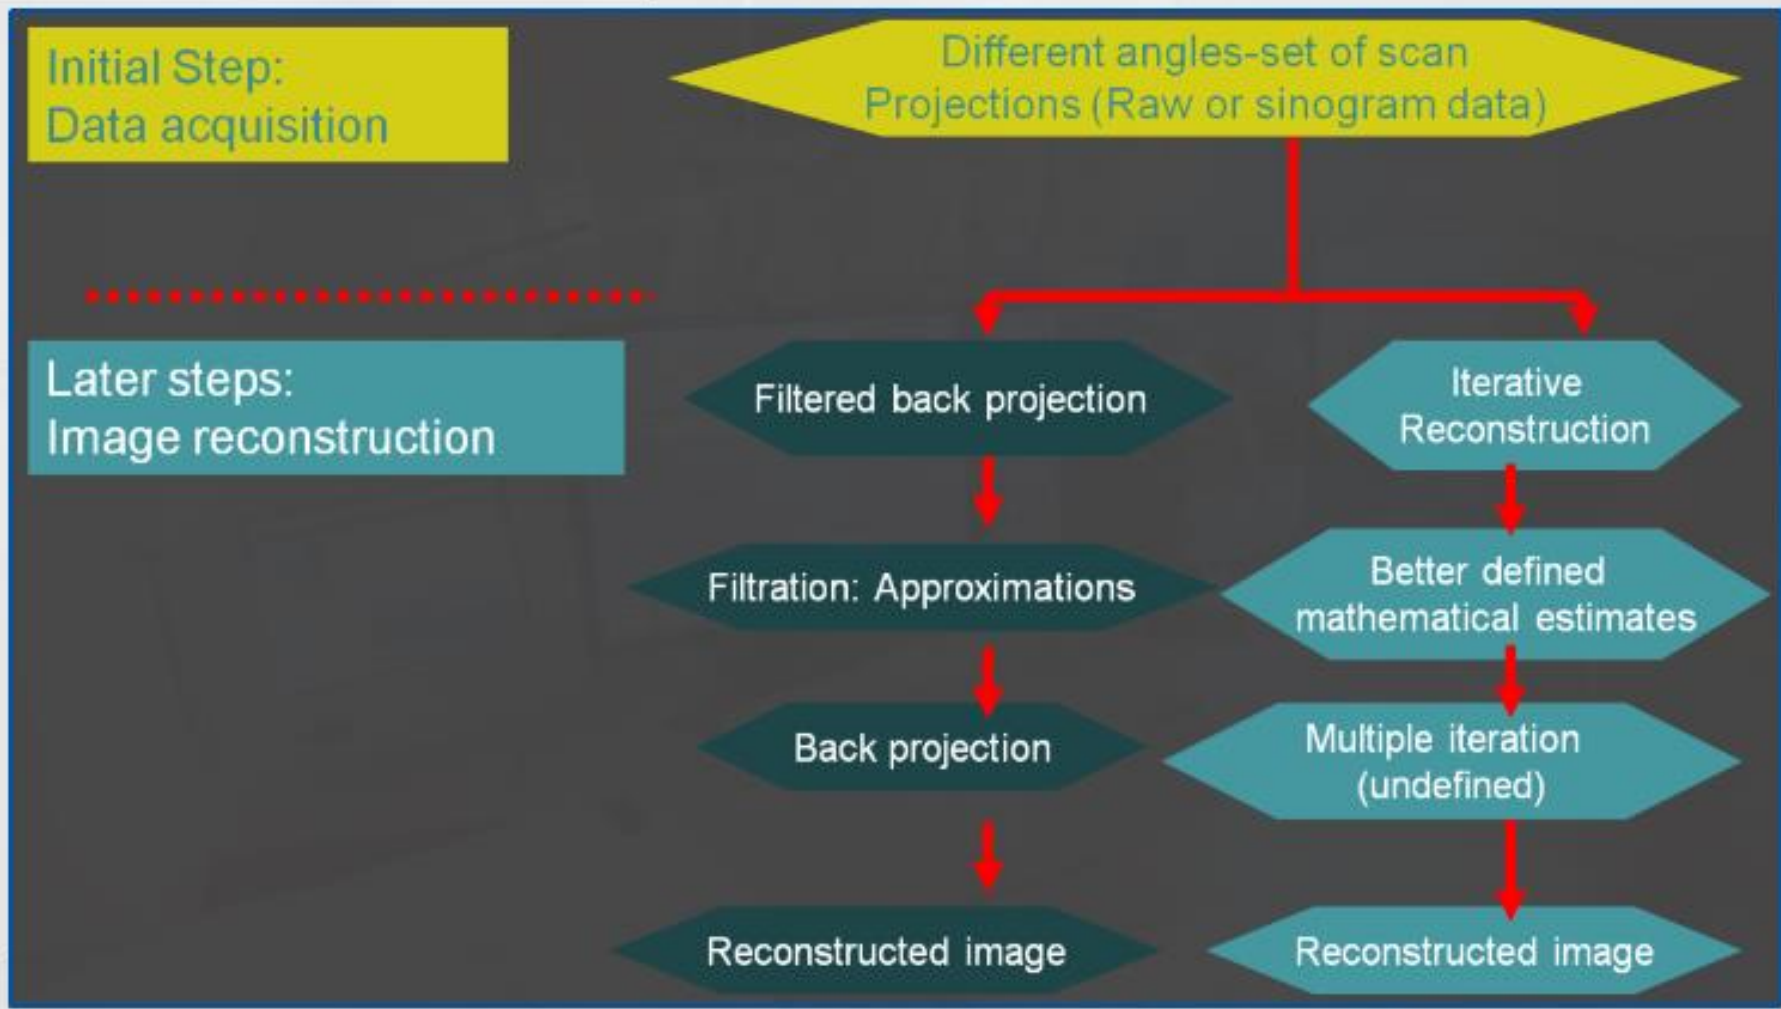 Initial Step:
Data acquisition
Different angles-set of scan
Projections (Raw or sinogram data)
Later steps:
Image reconstruction
Filtered back projection
Iterative
Reconstruction
Filtration: Approximations
Better defined
mathematical estimates
Back projection
Multiple iteration
(undefined)
Reconstructed image
Reconstructed image